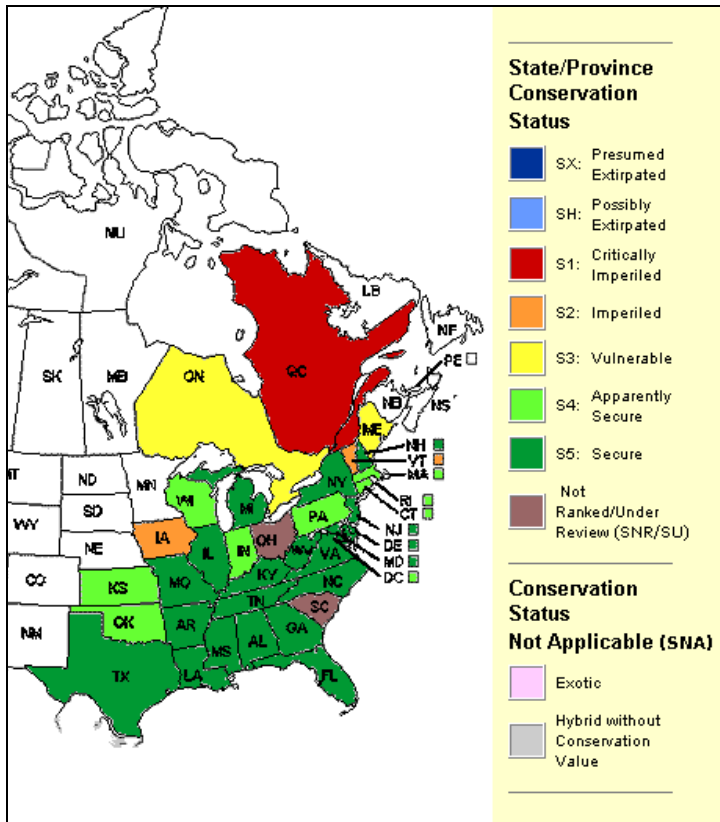 NU
LB
NF
QC
PE
SK
MB
ON
NB
NS
ME
NH
VT
MA
ND
MN
WI
MI
NY
RI
CT
SD
PA
NJ
WY
IA
OH
DE
NE
IL
IN
WV
VA
MD
DC
CO
KS
MO
KY
NC
TN
NM
OK
AR
SC
MS
AL
GA
TX
LA
FL
State/Province
Conservation
Status
SX: Presumed
Extirpated
SH: Possibly
Extirpated
S1: Critically
Imperiled
S2: Imperiled
S3: Vulnerable
S4: Apparently
Secure
S5: Secure
Not
Ranked/Under
Review (SNR/SU)
Conservation
Status
Not Applicable (SNA)
Exotic
Hybrid without
Conservation
Value